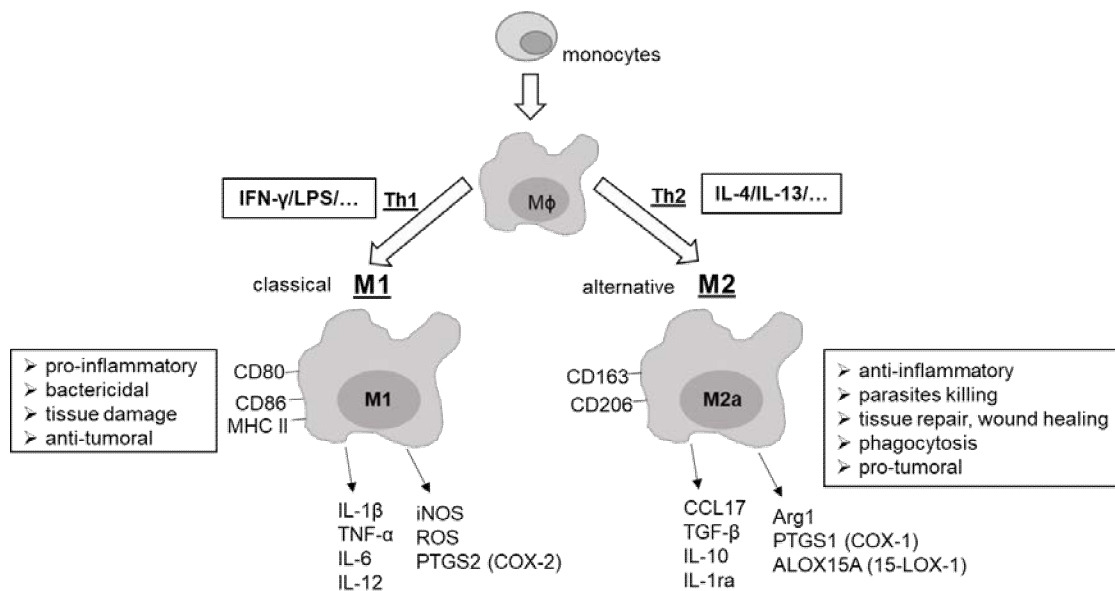 monocytes
Mϕ
IFN-γ/LPS/…
Th1
Th2
IL-4/IL-13/…
classical M1
alternative M2
➢ pro-inflammatory
➢ bactericidal
➢ tissue damage
➢ anti-tumoral
CD80
CD86
MHC II
M1
CD163
CD206
M2a
➢ anti-inflammatory
➢ parasites killing
➢ tissue repair, wound healing
➢ phagocytosis
➢ pro-tumoral
IL-1β
TNF-α
IL-6
IL-12
iNOS
ROS
PTGS2 (COX-2)
CCL17
TGF-β
IL-10
IL-1ra
Arg1
PTGS1 (COX-1)
ALOX15A (15-LOX-1)